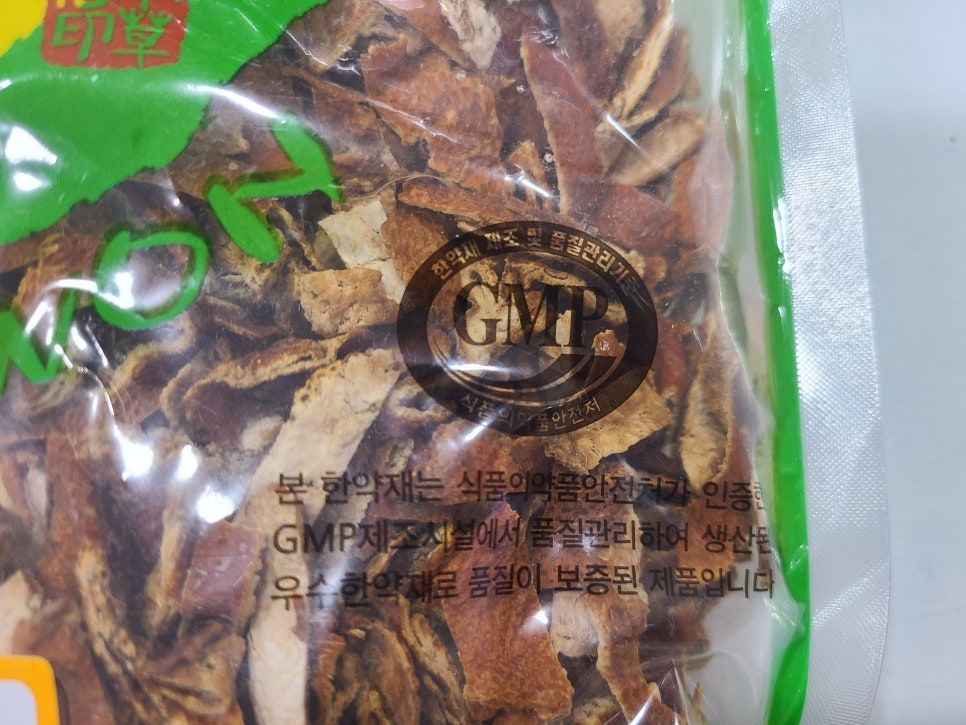 印草
한약재 제조 및 품질관리기준
GMP
식품의약품안전처
본 한약재는 식품의약품안전처가 인증한
GMP제조시설에서 품질관리하여 생산된
우수한약재로 품질이 보증된 제품입니다